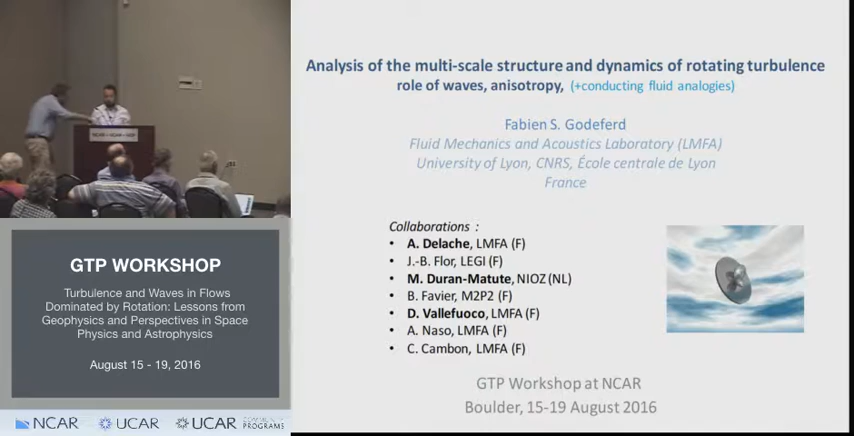 Analysis of the multi-scale structure and dynamics of rotating turbulence
role of waves, anisotropy, (+conducting fluid analogies)
Fabien S. Godeferd
Fluid Mechanics and Acoustics Laboratory (LMFA)
University of Lyon, CNRS, École centrale de Lyon
France
Collaborations :
• A. Delache, LMFA (F)
• J.-B. Flor, LEGI (F)
• M. Duran-Matute, NIOZ (NL)
• B. Favier, M2P2 (F)
• D. Vallefuoco, LMFA (F)
• A. Naso, LMFA (F)
• C. Cambon, LMFA (F)
GTP Workshop at NCAR
Boulder, 15-19 August 2016
GTP WORKSHOP
Turbulence and Waves in Flows
Dominated by Rotation: Lessons from
Geophysics and Perspectives in Space
Physics and Astrophysics
August 15 - 19, 2016
NCAR
UCAR
UCAR
PROGRAMS